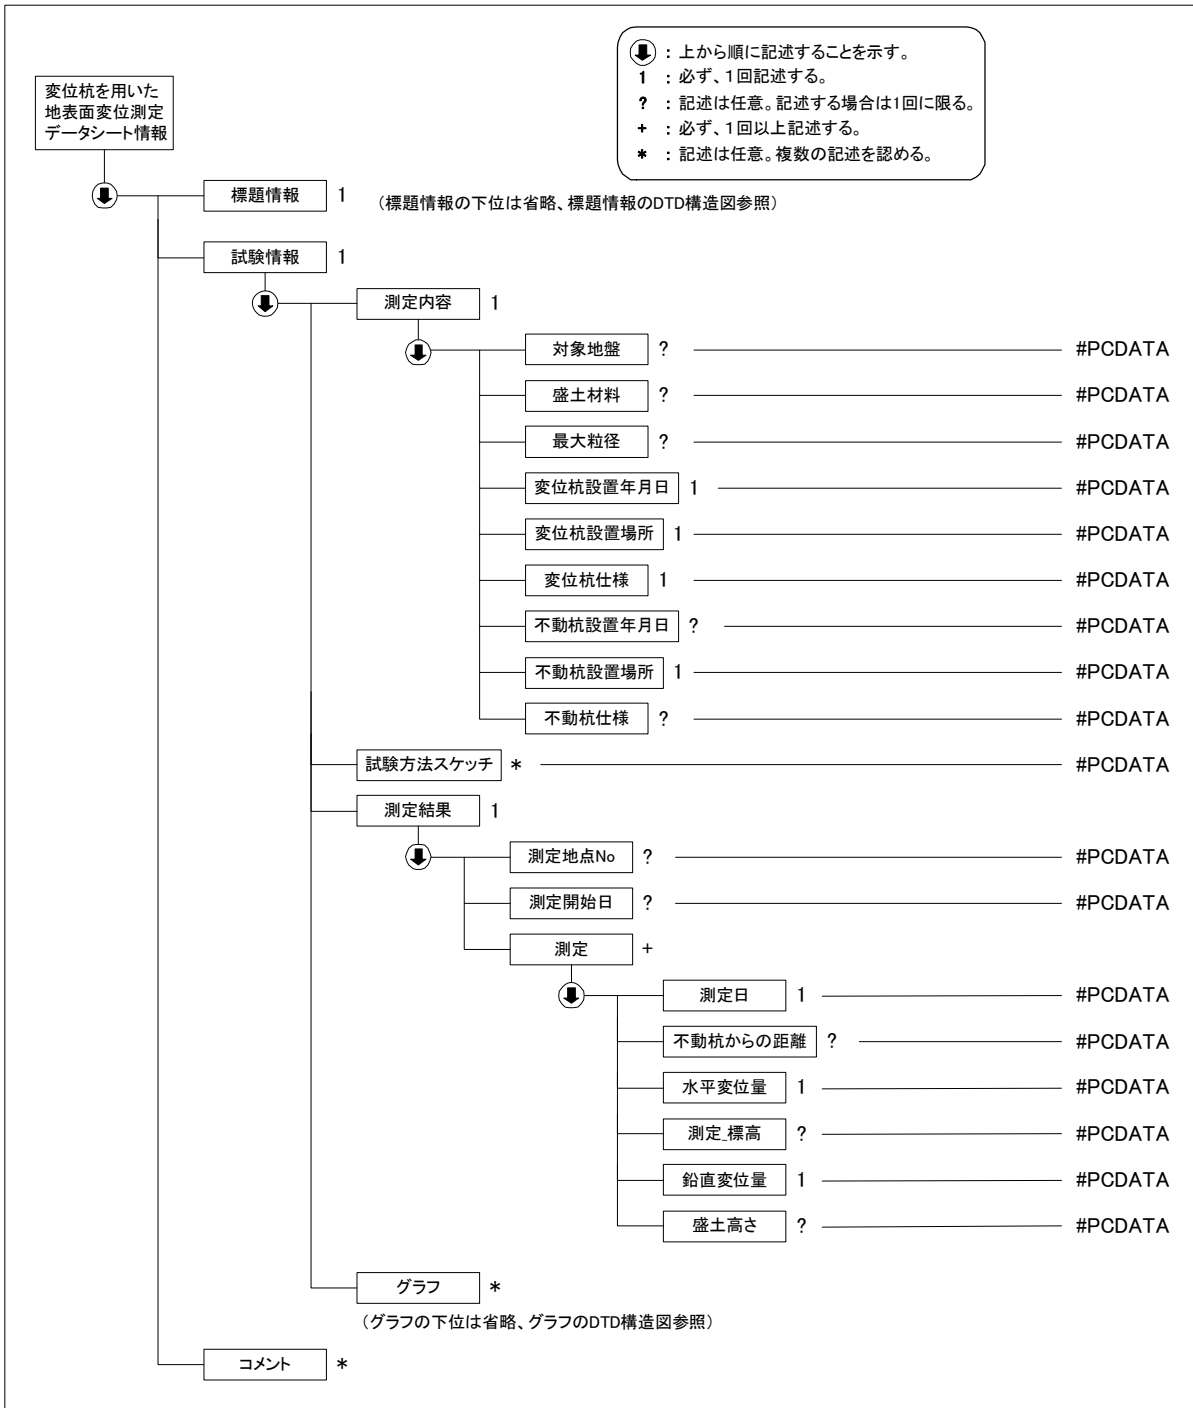 変位杭を用いた
地表面変位測定
データシート情報
⬇ : 上から順に記述することを示す。
1 : 必ず、1回記述する。
? : 記述は任意。記述する場合は1回に限る。
+ : 必ず、1回以上記述する。
* : 記述は任意。複数の記述を認める。
標題情報 1 (標題情報の下位は省略、標題情報のDTD構造図参照)
試験情報 1
測定内容 1
対象地盤 ? #PCDATA
盛土材料 ? #PCDATA
最大粒径 ? #PCDATA
変位杭設置年月日 1 #PCDATA
変位杭設置場所 1 #PCDATA
変位杭仕様 1 #PCDATA
不動杭設置年月日 ? #PCDATA
不動杭設置場所 1 #PCDATA
不動杭仕様 ? #PCDATA
試験方法スケッチ * #PCDATA
測定結果 1
測定地点No ? #PCDATA
測定開始日 ? #PCDATA
測定 +
測定日 1 #PCDATA
不動杭からの距離 ? #PCDATA
水平変位量 1 #PCDATA
測定_標高 ? #PCDATA
鉛直変位量 1 #PCDATA
盛土高さ ? #PCDATA
グラフ *
(グラフの下位は省略、グラフのDTD構造図参照)
コメント *